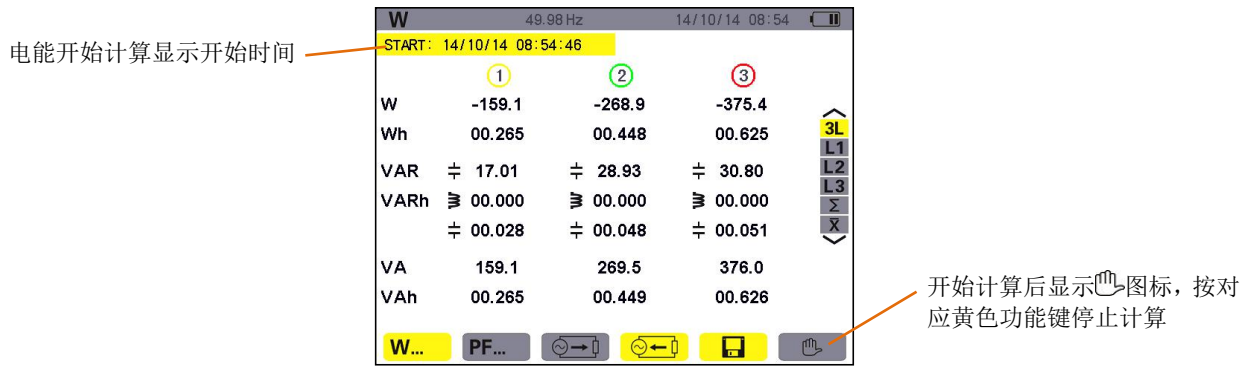 W 49.98 Hz 14/10/14 08:54
电能开始计算显示开始时间
START: 14/10/14 08:54:46
1 2 3
W -159.1 -268.9 -375.4
Wh 00.265 00.448 00.625
VAR 17.01 28.93 30.80
VARh 00.000 00.000 00.000
00.028 00.048 00.051
VA 159.1 269.5 376.0
VAh 00.265 00.449 00.626
3L
L1
L2
L3
Σ
X̅
开始计算后显示图标，按对
应黄色功能键停止计算
W... PF...